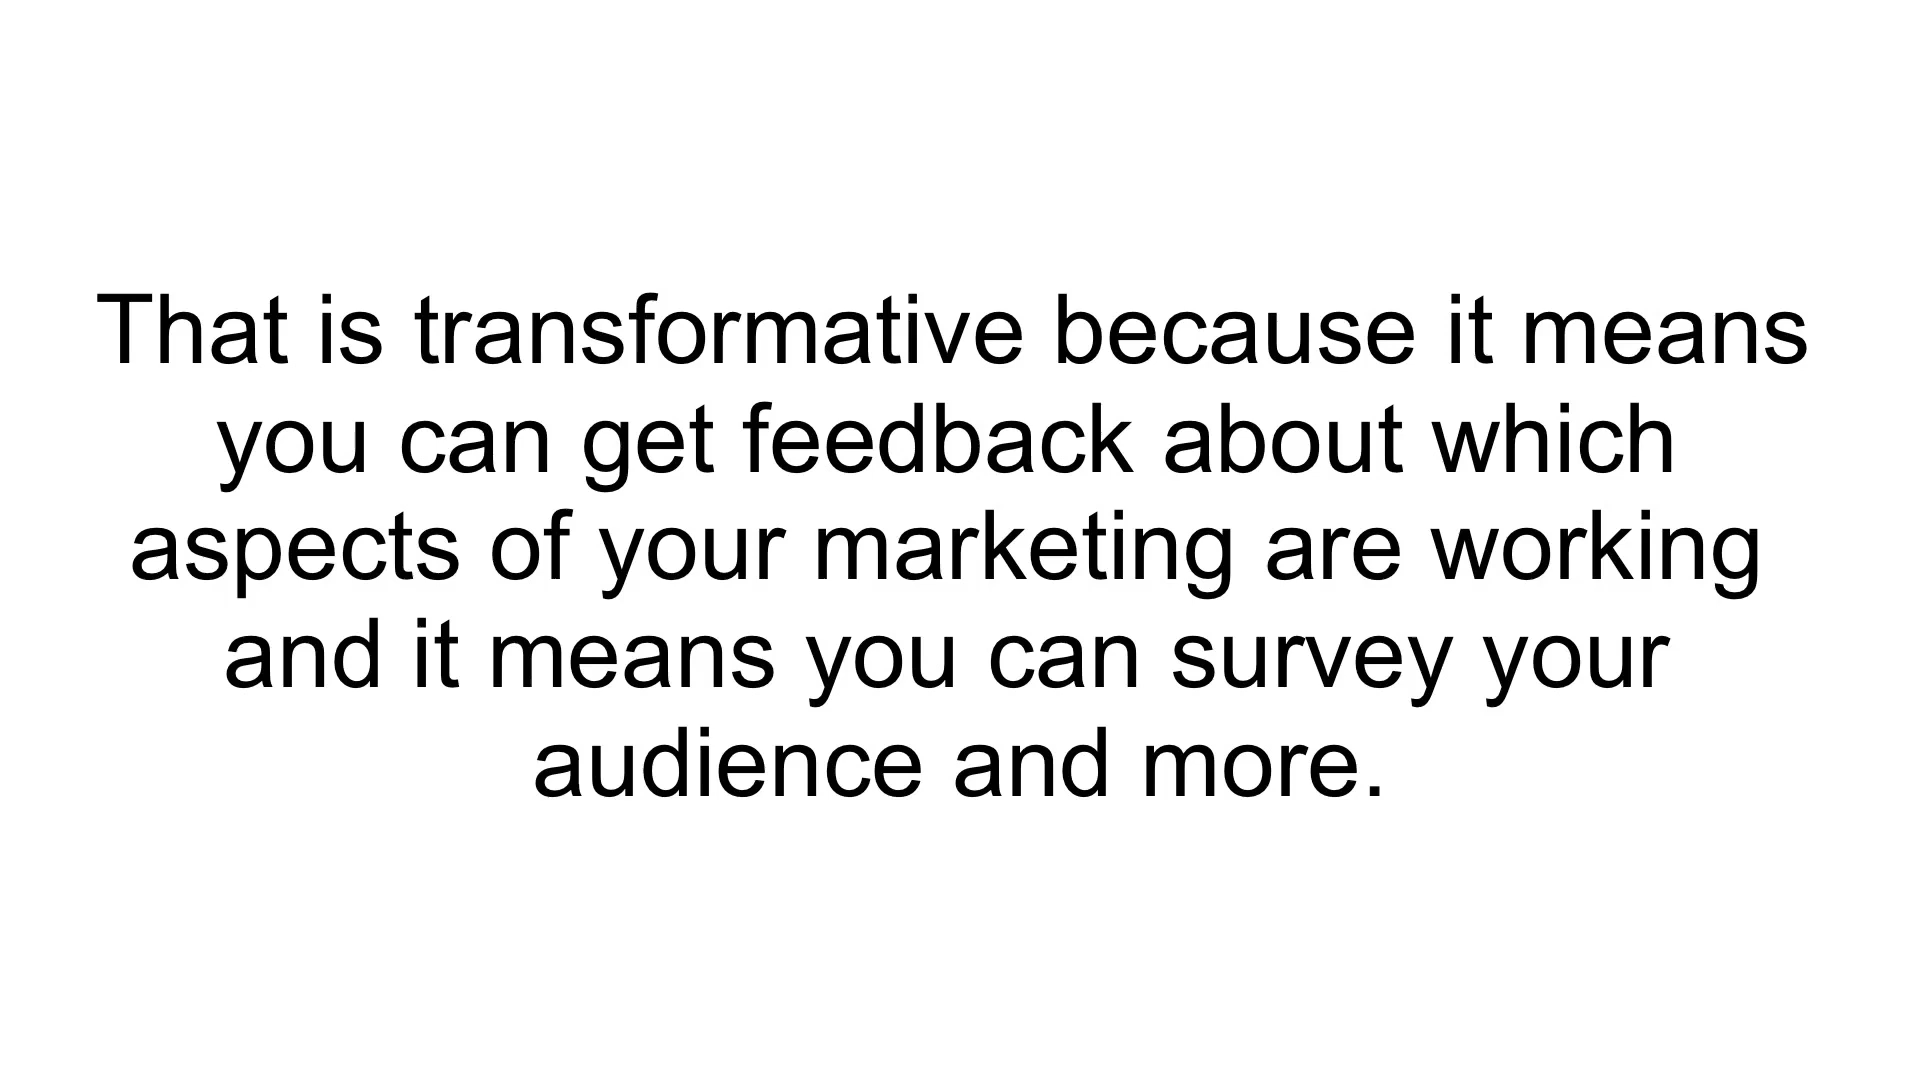 That is transformative because it means
you can get feedback about which
aspects of your marketing are working
and it means you can survey your
audience and more.